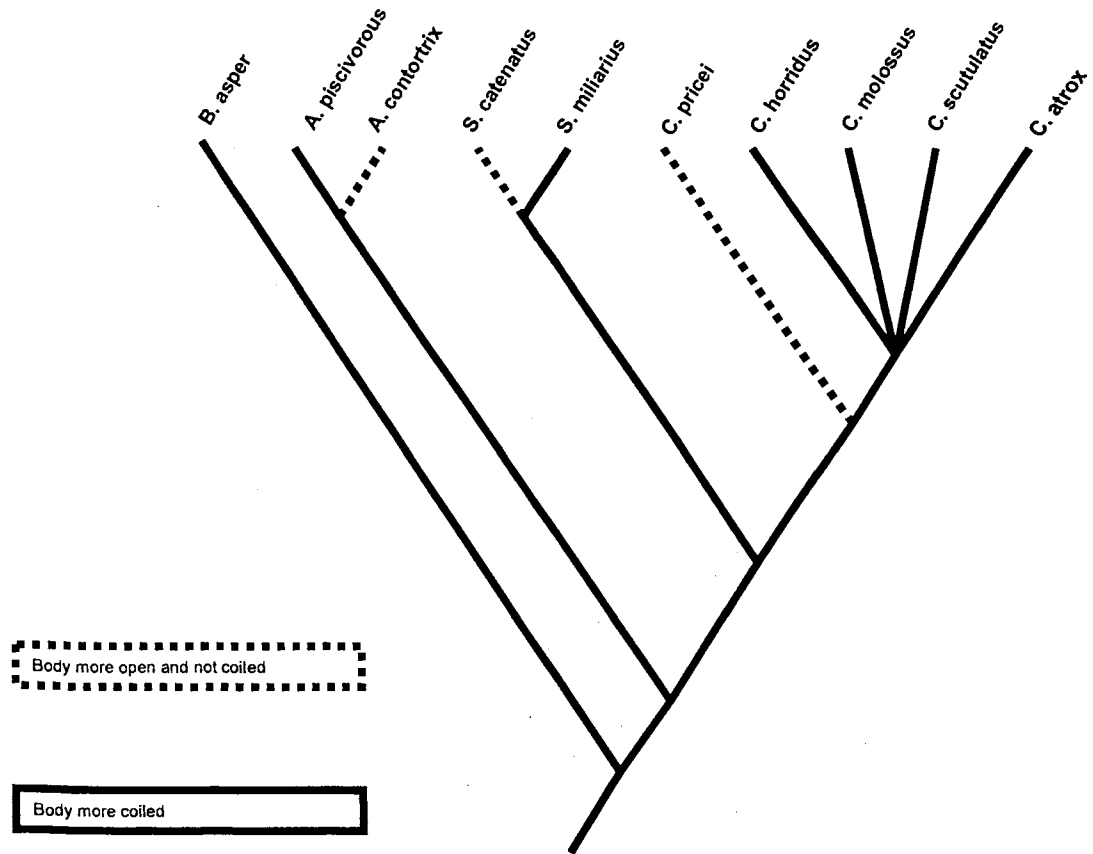 B. asper
A. piscivorous
A. contortrix
S. catenatus
S. miliarius
C. pricei
C. horridus
C. molossus
C. scutulatus
C. atrox
Body more open and not coiled
Body more coiled